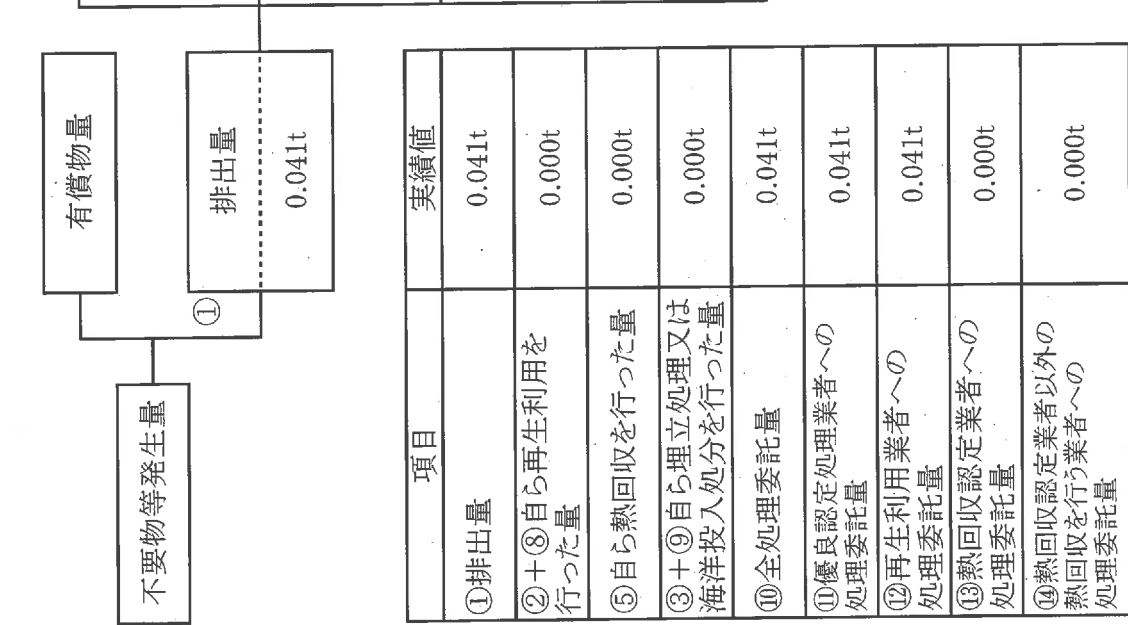 有償物量
不要物等発生量
①
排出量
0.041t
項目
実績値
①排出量
0.041t
②+⑧自ら再生利用を
行った量
0.000t
⑤自ら熱回収を行った量
0.000t
③+⑨自ら埋立処理又は
海洋投入処分を行った量
0.000t
⑩全処理委託量
0.041t
⑪優良認定処理業者への
処理委託量
0.041t
⑫再生利用業者への
処理委託量
0.041t
⑬熱回収認定業者への
処理委託量
0.000t
⑭熱回収認定業者以外の
熱回収を行う業者への
処理委託量
0.000t